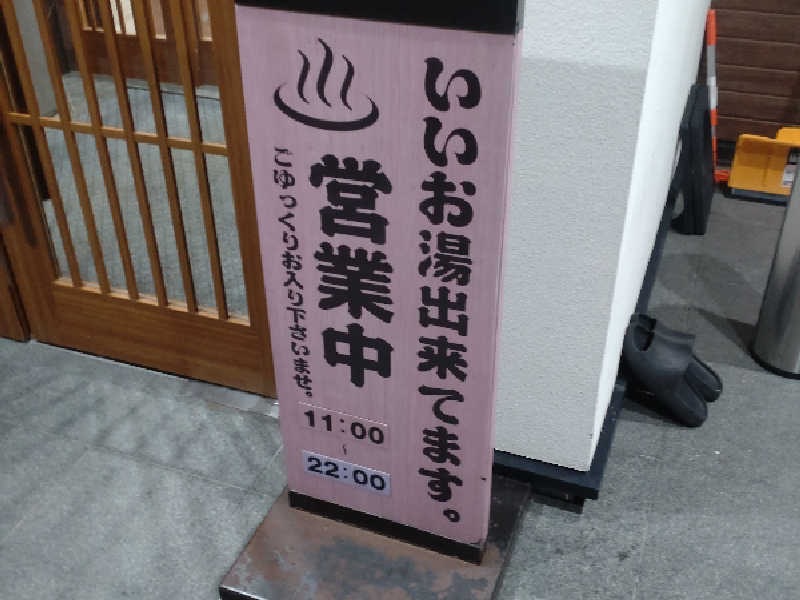 いいお湯出来てます。
営業中
ごゆっくりお入り下さいませ。
11:00
～
22:00